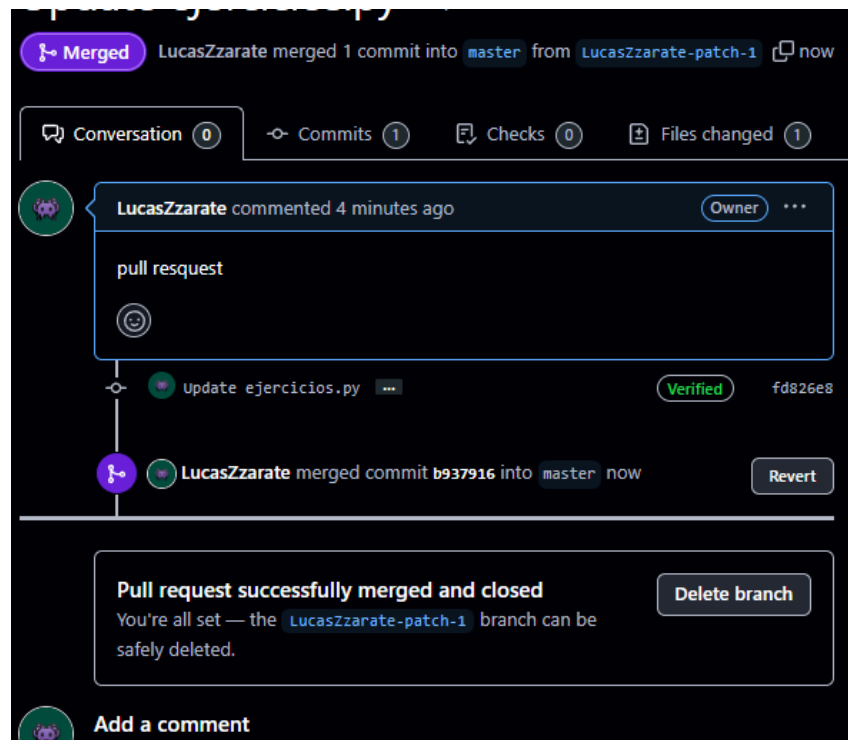 Update ejercicios.py
Merged LucasZzarate merged 1 commit into master from LucasZzarate-patch-1 now
Conversation 0 Commits 1 Checks 0 Files changed 1
LucasZzarate commented 4 minutes ago Owner
pull resquest
Update ejercicios.py Verified fd826e8
LucasZzarate merged commit b937916 into master now Revert
Pull request successfully merged and closed Delete branch
You're all set — the LucasZzarate-patch-1 branch can be
safely deleted.
Add a comment